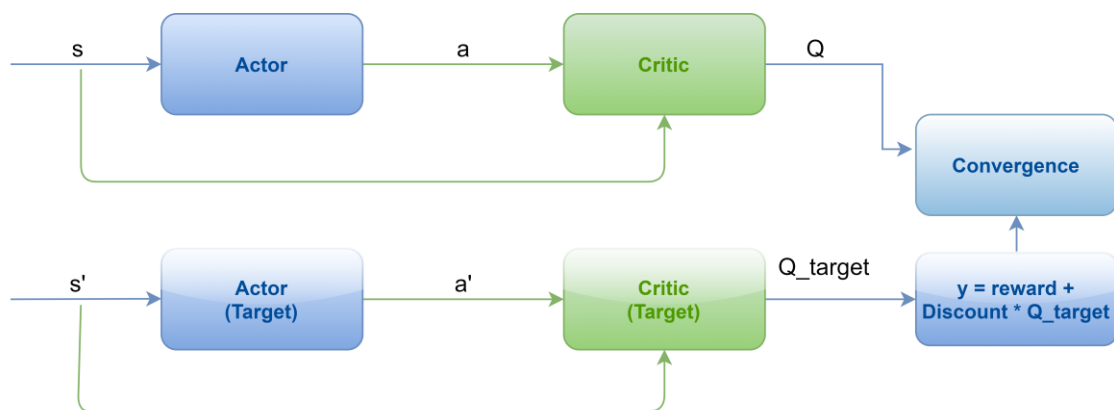 s
Actor
a
Critic
Q
Convergence
s'
Actor
(Target)
a'
Critic
(Target)
Q_target
y = reward +
Discount * Q_target